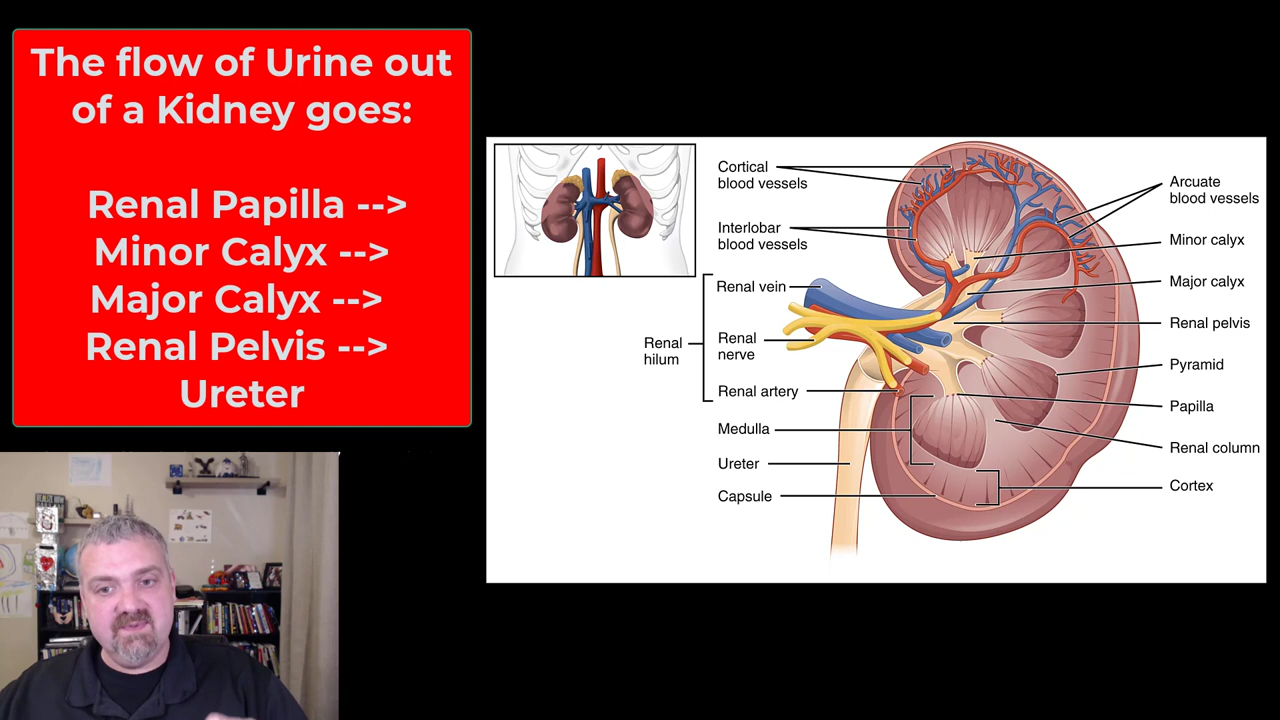 The flow of Urine out
of a Kidney goes:
Renal Papilla -->
Minor Calyx -->
Major Calyx -->
Renal Pelvis -->
Ureter
Cortical
blood vessels
Interlobar
blood vessels
Renal vein
Renal
hilum
Renal
nerve
Renal artery
Medulla
Ureter
Capsule
Arcuate
blood vessels
Minor calyx
Major calyx
Renal pelvis
Pyramid
Papilla
Renal column
Cortex